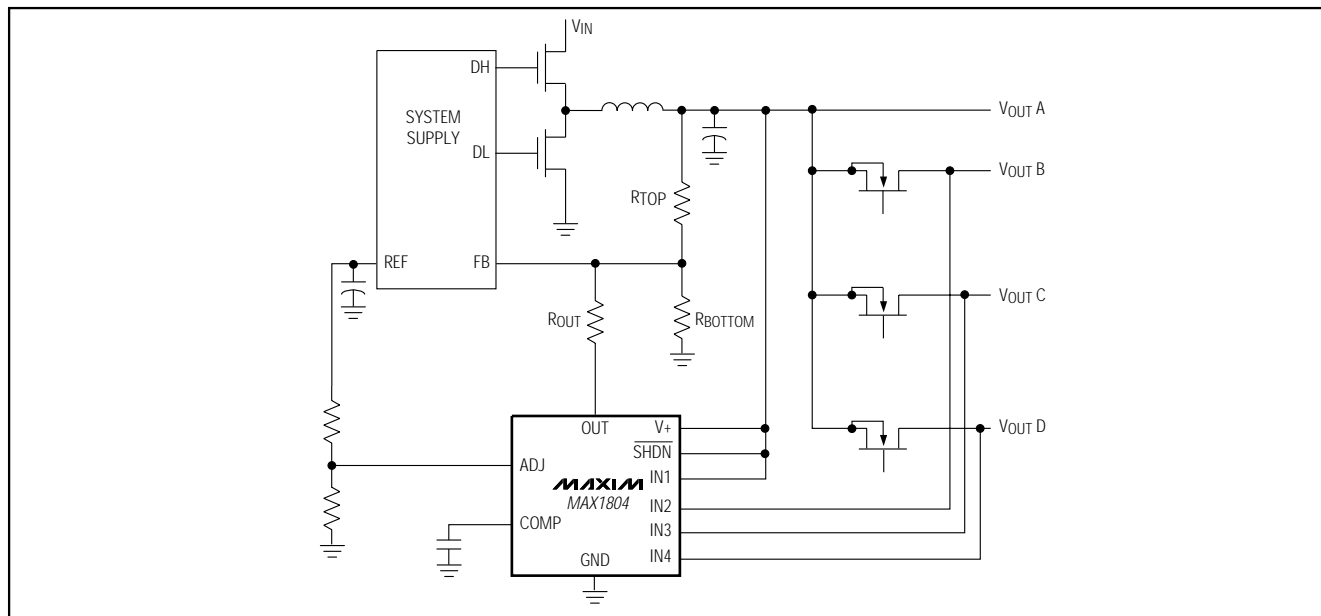 VIN
DH
SYSTEM
SUPPLY
DL
VOUT A
VOUT B
RTOP
REF
FB
VOUT C
ROUT
RBOTTOM
VOUT D
OUT
V+
SHDN
ADJ
IN1
MAXIM
MAX1804
IN2
COMP
IN3
GND
IN4